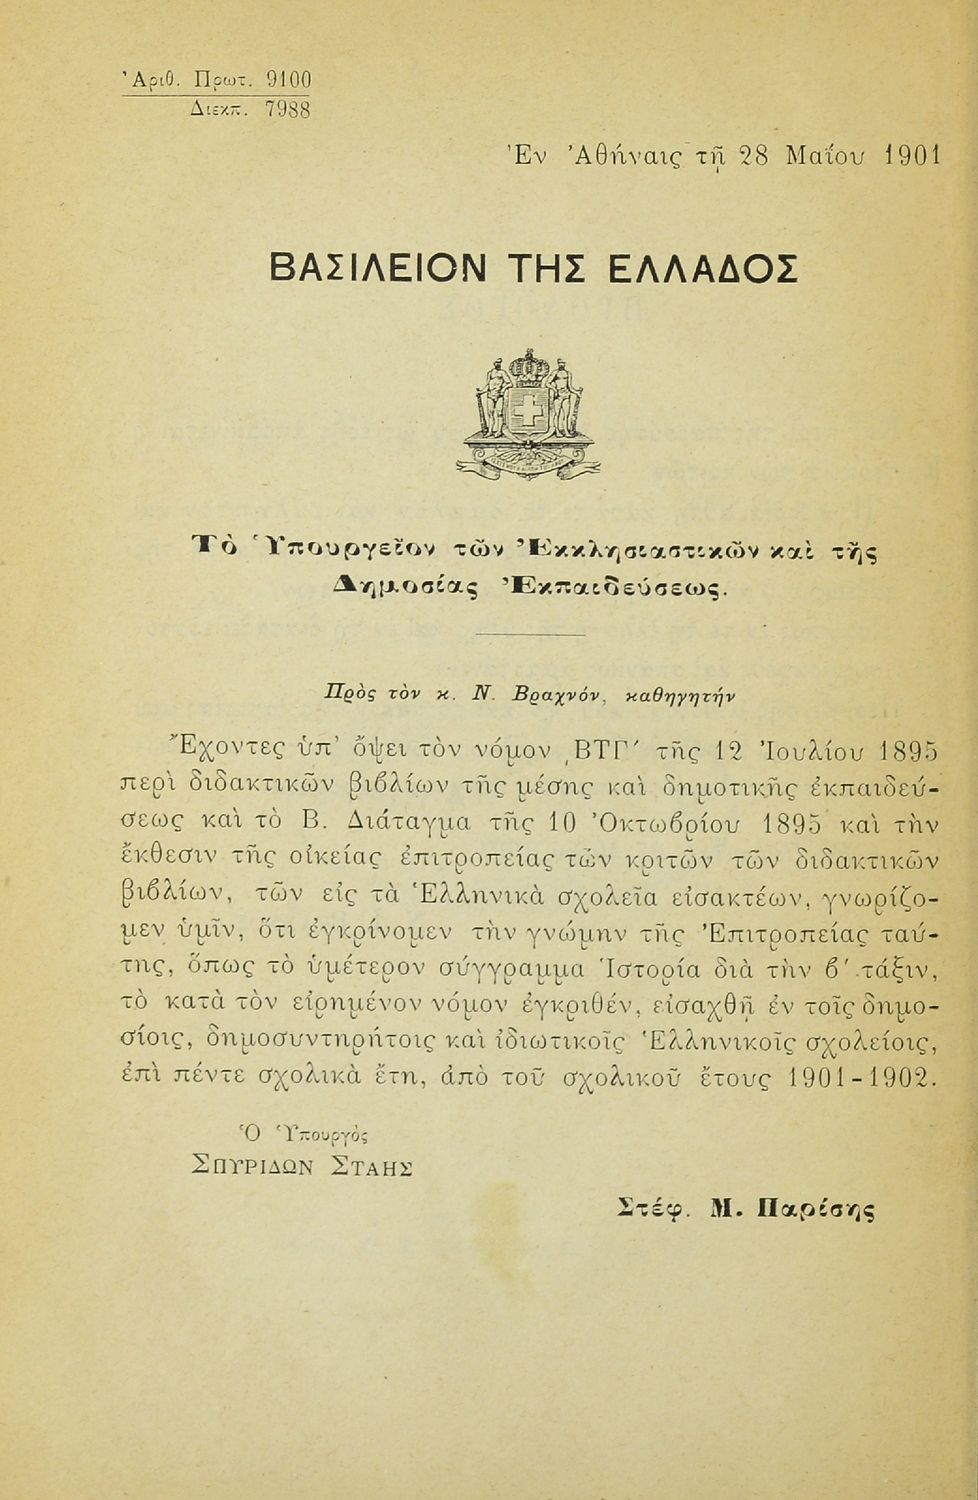 Ἀριθ. Πρωτ. 9100
Διεκπ. 7988
Ἐν Ἀθήναις τῇ 28 Μαΐου 1901
ΒΑΣΙΛΕΙΟΝ ΤΗΣ ΕΛΛΑΔΟΣ
Τὸ Ὑπουργεῖον τῶν Ἐκκλησιαστικῶν καὶ τῆς
Δημοσίας Ἐκπαιδεύσεως.
Πρὸς τὸν κ. Ν. Βραχνόν, καθηγητήν
Ἔχοντες ὑπ' ὄψει τὸν νόμον ͵ΒΤΓ′ τῆς 12 Ἰουλίου 1895
περὶ διδακτικῶν βιβλίων τῆς μέσης καὶ δημοτικῆς ἐκπαιδεύ-
σεως καὶ τὸ Β. Διάταγμα τῆς 10 Ὀκτωβρίου 1895 καὶ τὴν
ἔκθεσιν τῆς οἰκείας ἐπιτροπείας τῶν κριτῶν τῶν διδακτικῶν
βιβλίων, τῶν εἰς τὰ Ἑλληνικὰ σχολεῖα εἰσακτέων, γνωρίζο-
μεν ὑμῖν, ὅτι ἐγκρίνομεν τὴν γνώμην τῆς Ἐπιτροπείας ταύ-
της, ὅπως τὸ ὑμέτερον σύγγραμμα Ἱστορία διὰ τὴν β′ τάξιν,
τὸ κατὰ τὸν εἰρημένον νόμον ἐγκριθέν, εἰσαχθῇ ἐν τοῖς δημο-
σίοις, δημοσυντηρήτοις καὶ ἰδιωτικοῖς Ἑλληνικοῖς σχολείοις,
ἐπὶ πέντε σχολικὰ ἔτη, ἀπὸ τοῦ σχολικοῦ ἔτους 1901-1902.
Ὁ Ὑπουργὸς
ΣΠΥΡΙΔΩΝ ΣΤΑΗΣ
Στέφ. Μ. Παρίσης